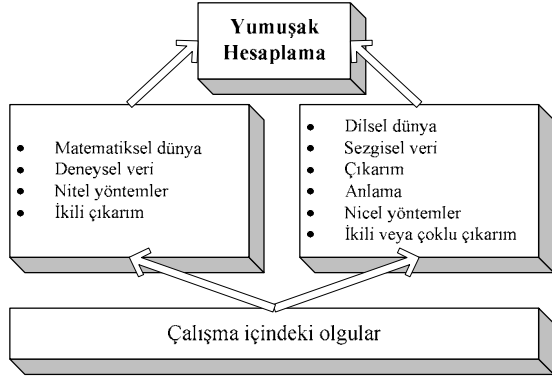 Yumuşak
Hesaplama
Matematiksel dünya
Deneysel veri
Nitel yöntemler
İkili çıkarım
Dilsel dünya
Sezgisel veri
Çıkarım
Anlama
Nicel yöntemler
İkili veya çoklu çıkarım
Çalışma içindeki olgular